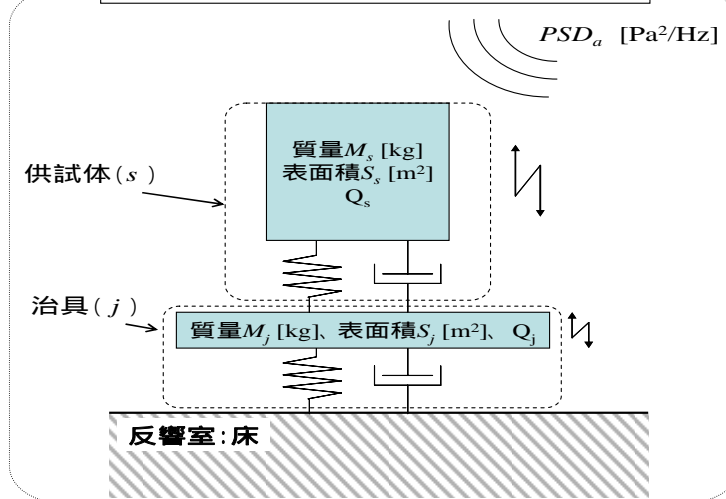 PSDa [Pa²/Hz]
質量Ms [kg]
表面積Ss [m²]
Qs
供試体(s)
治具(j)
質量Mj [kg]、表面積Sj [m²]、Qj
反響室:床